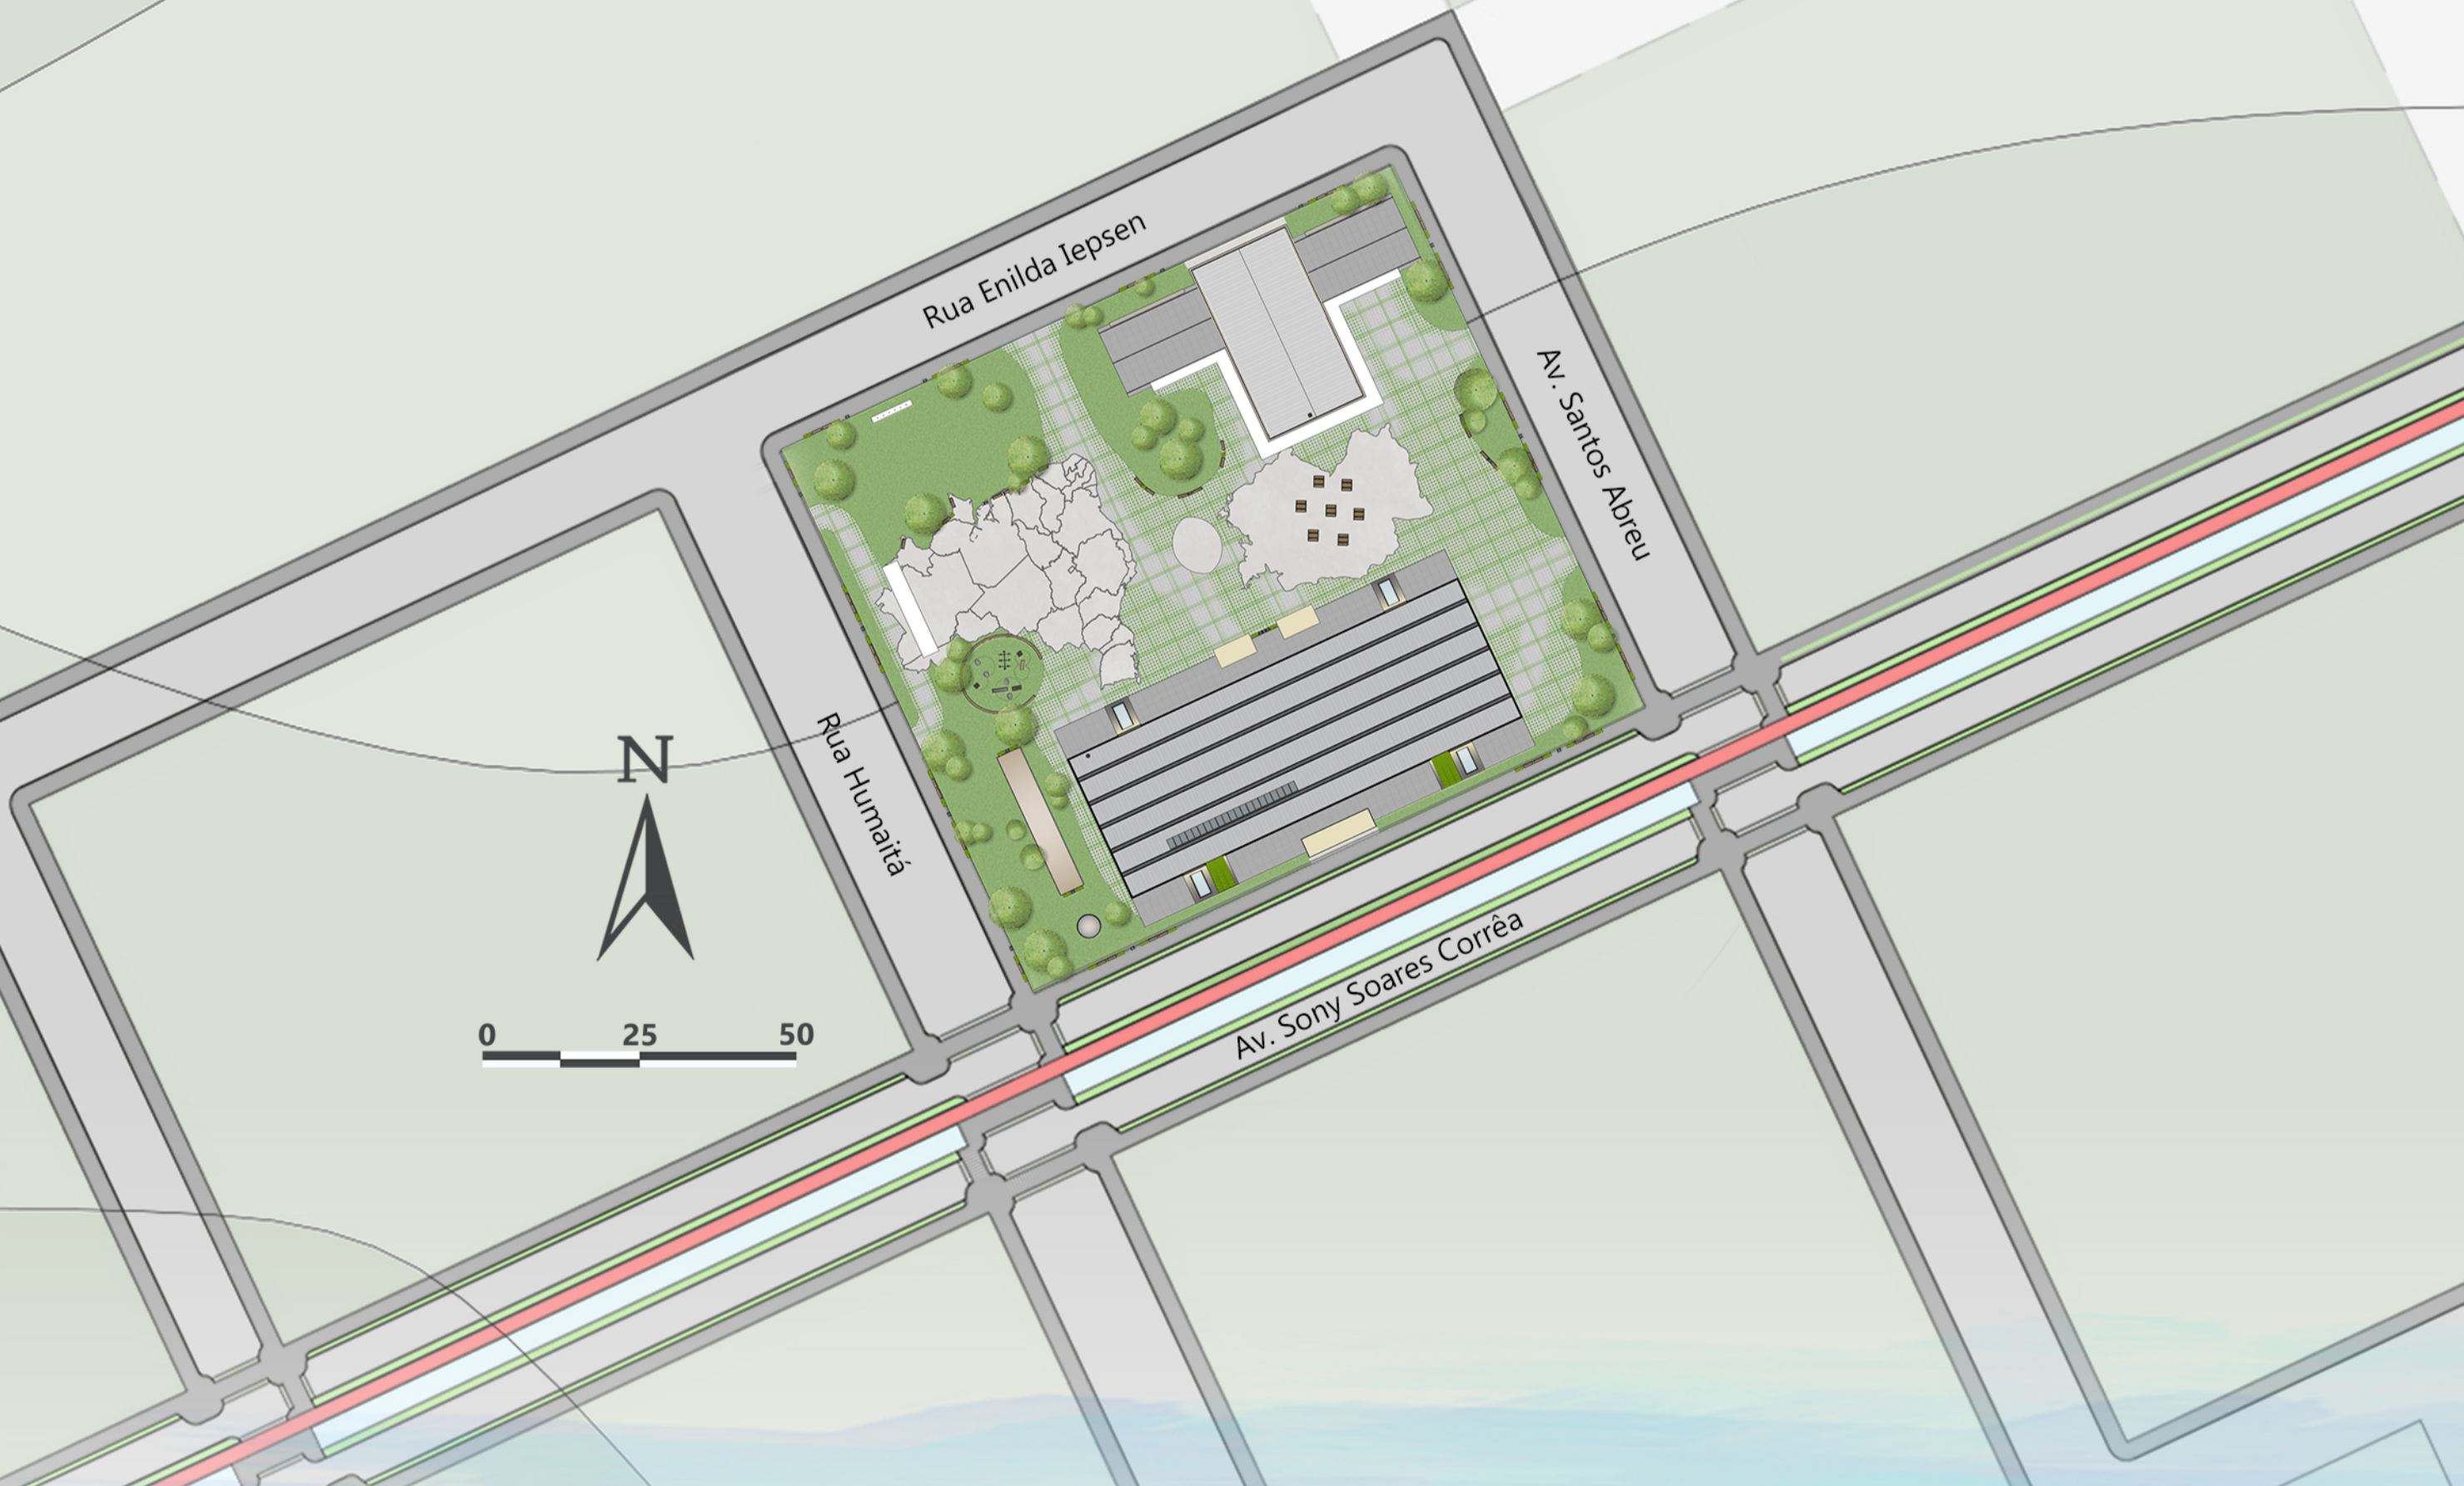 Rua Enilda Iepsen
Av. Santos Abreu
Rua Humaitá
N
0 25 50
Av. Sony Soares Corrêa